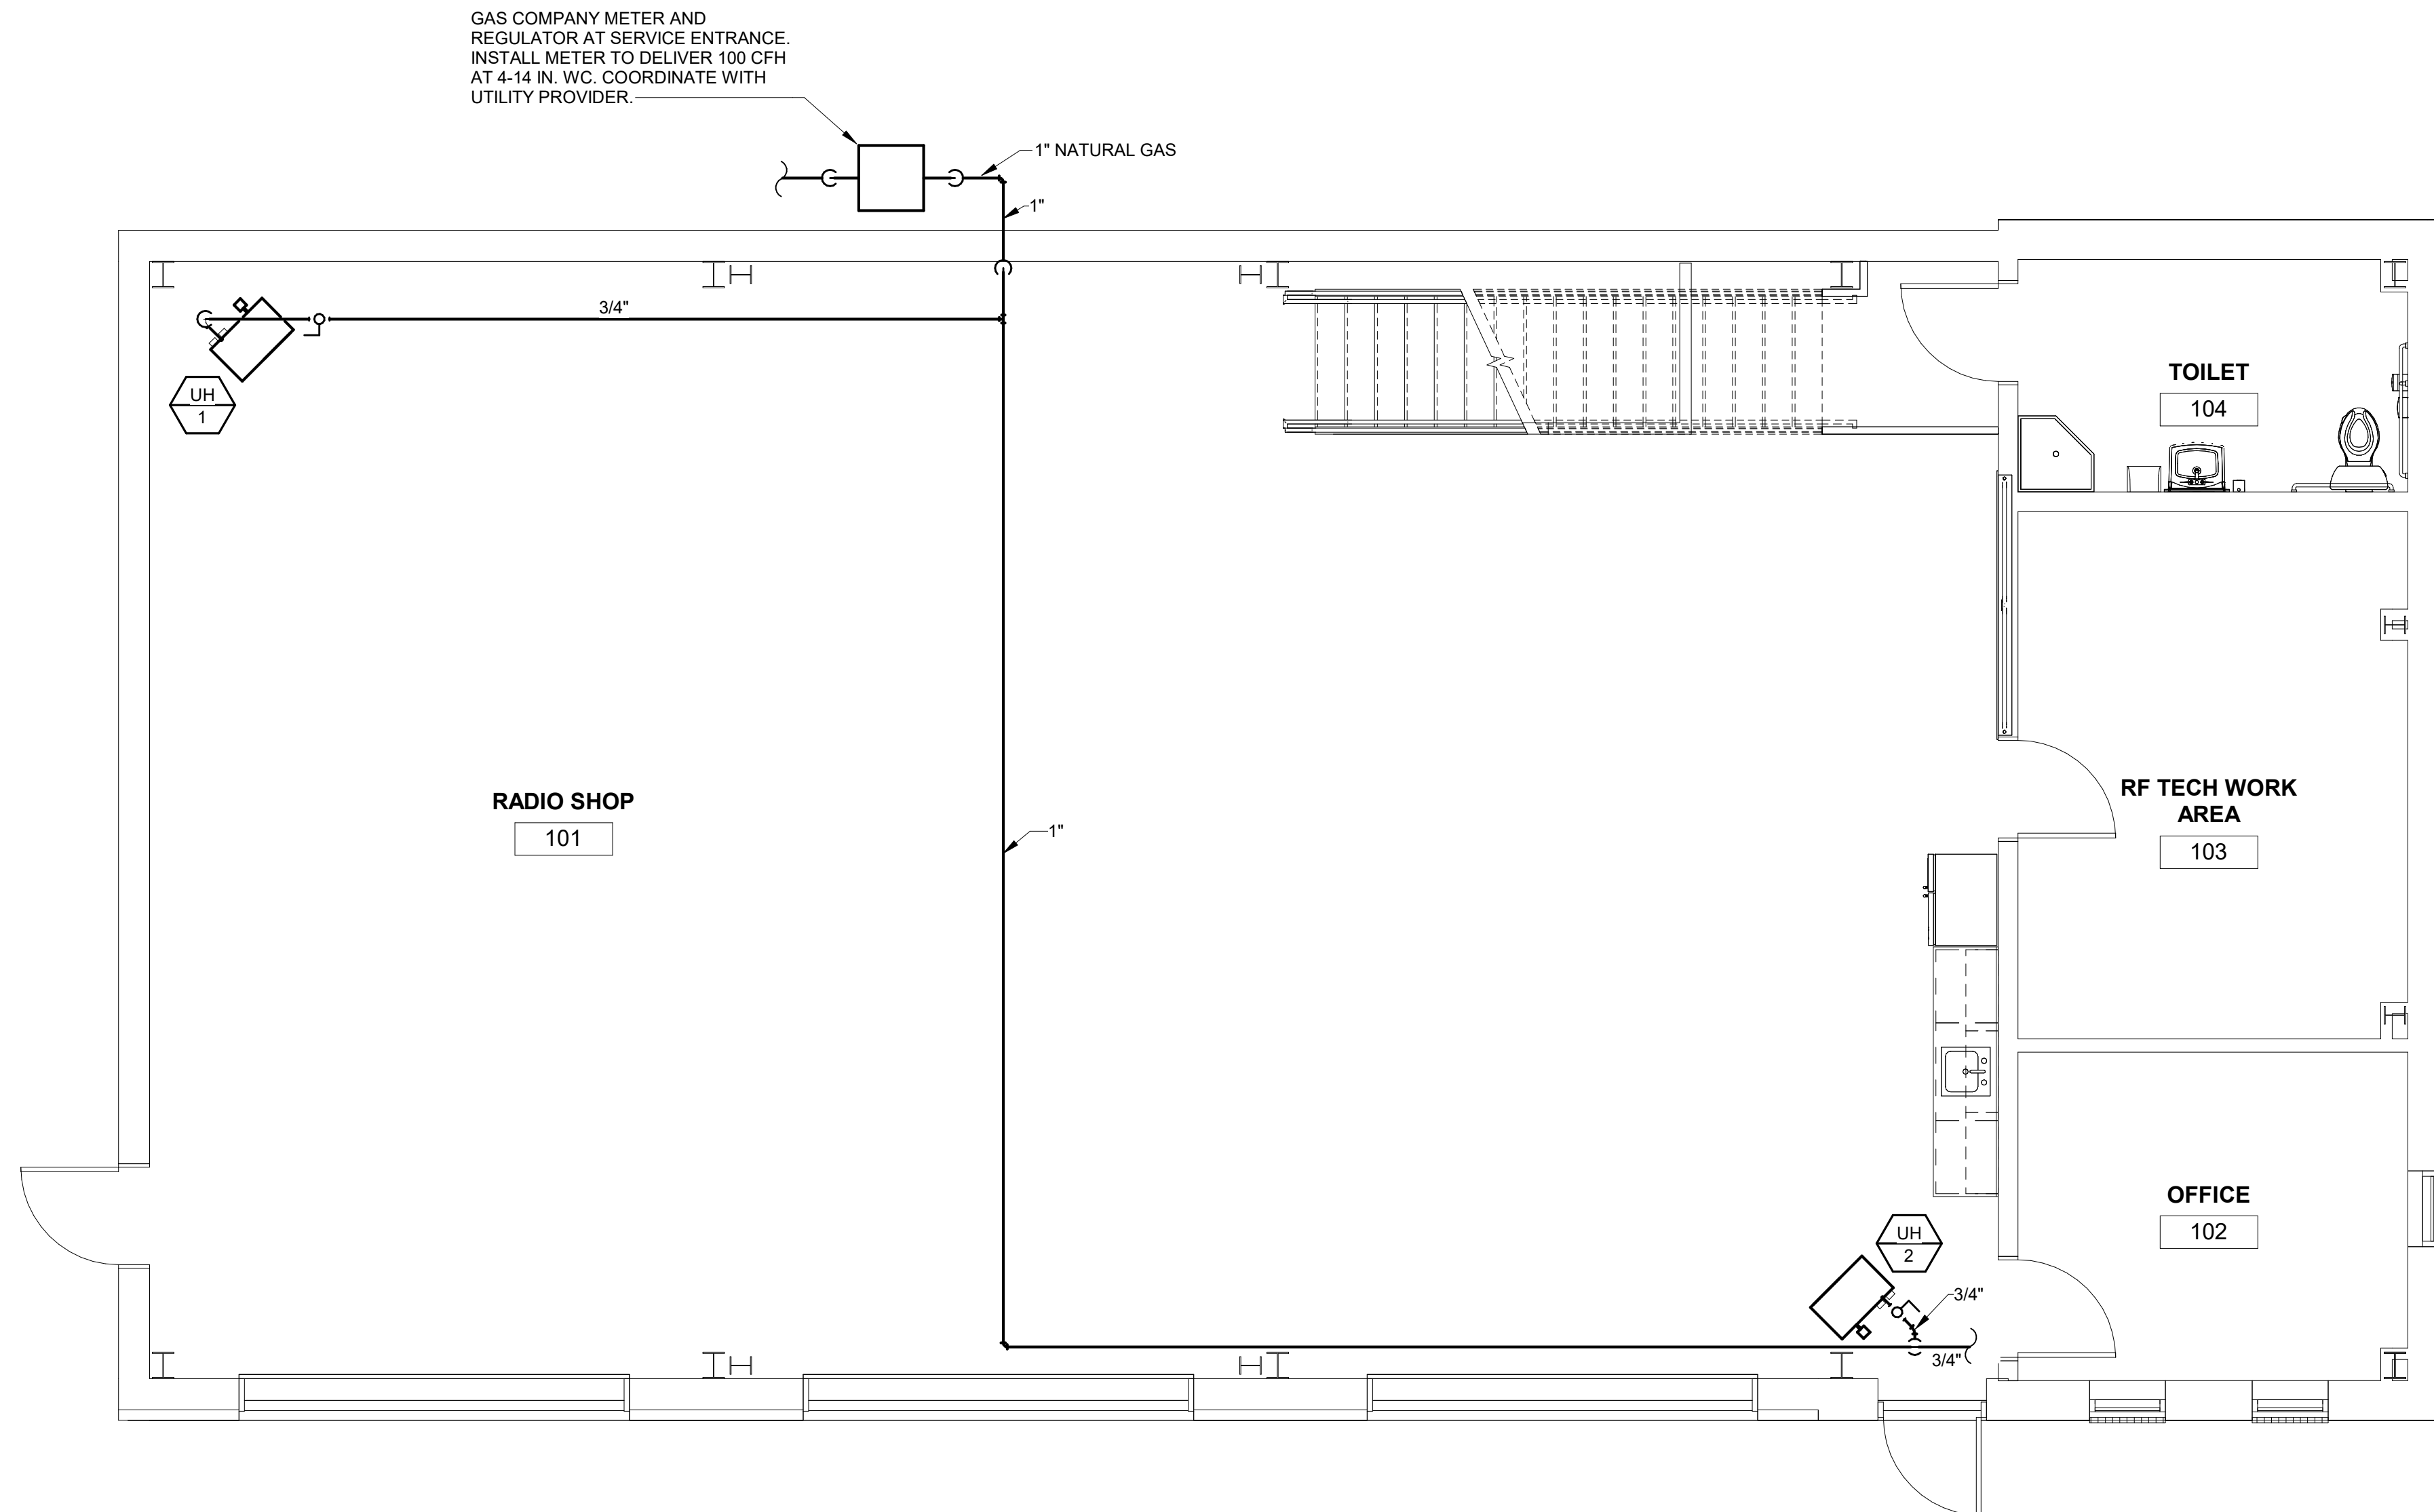 GAS COMPANY METER AND
REGULATOR AT SERVICE ENTRANCE.
INSTALL METER TO DELIVER 100 CFH
AT 4-14 IN. WC. COORDINATE WITH
UTILITY PROVIDER.
1" NATURAL GAS
1"
3/4"
UH
1
TOILET
104
RADIO SHOP
101
1"
RF TECH WORK
AREA
103
OFFICE
102
UH
2
3/4"
3/4"